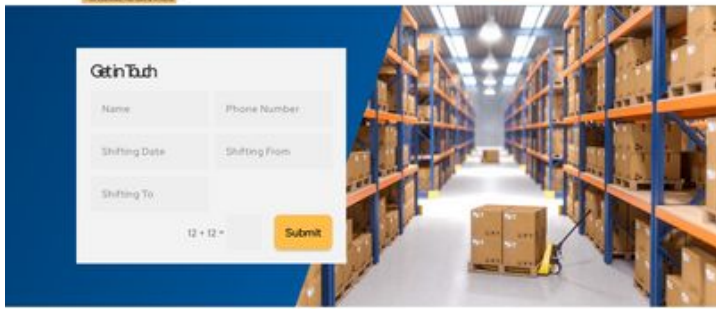 Get in Touch
Name
Phone Number
Shifting Date
Shifting From
Shifting To
12 + 12 =
Submit